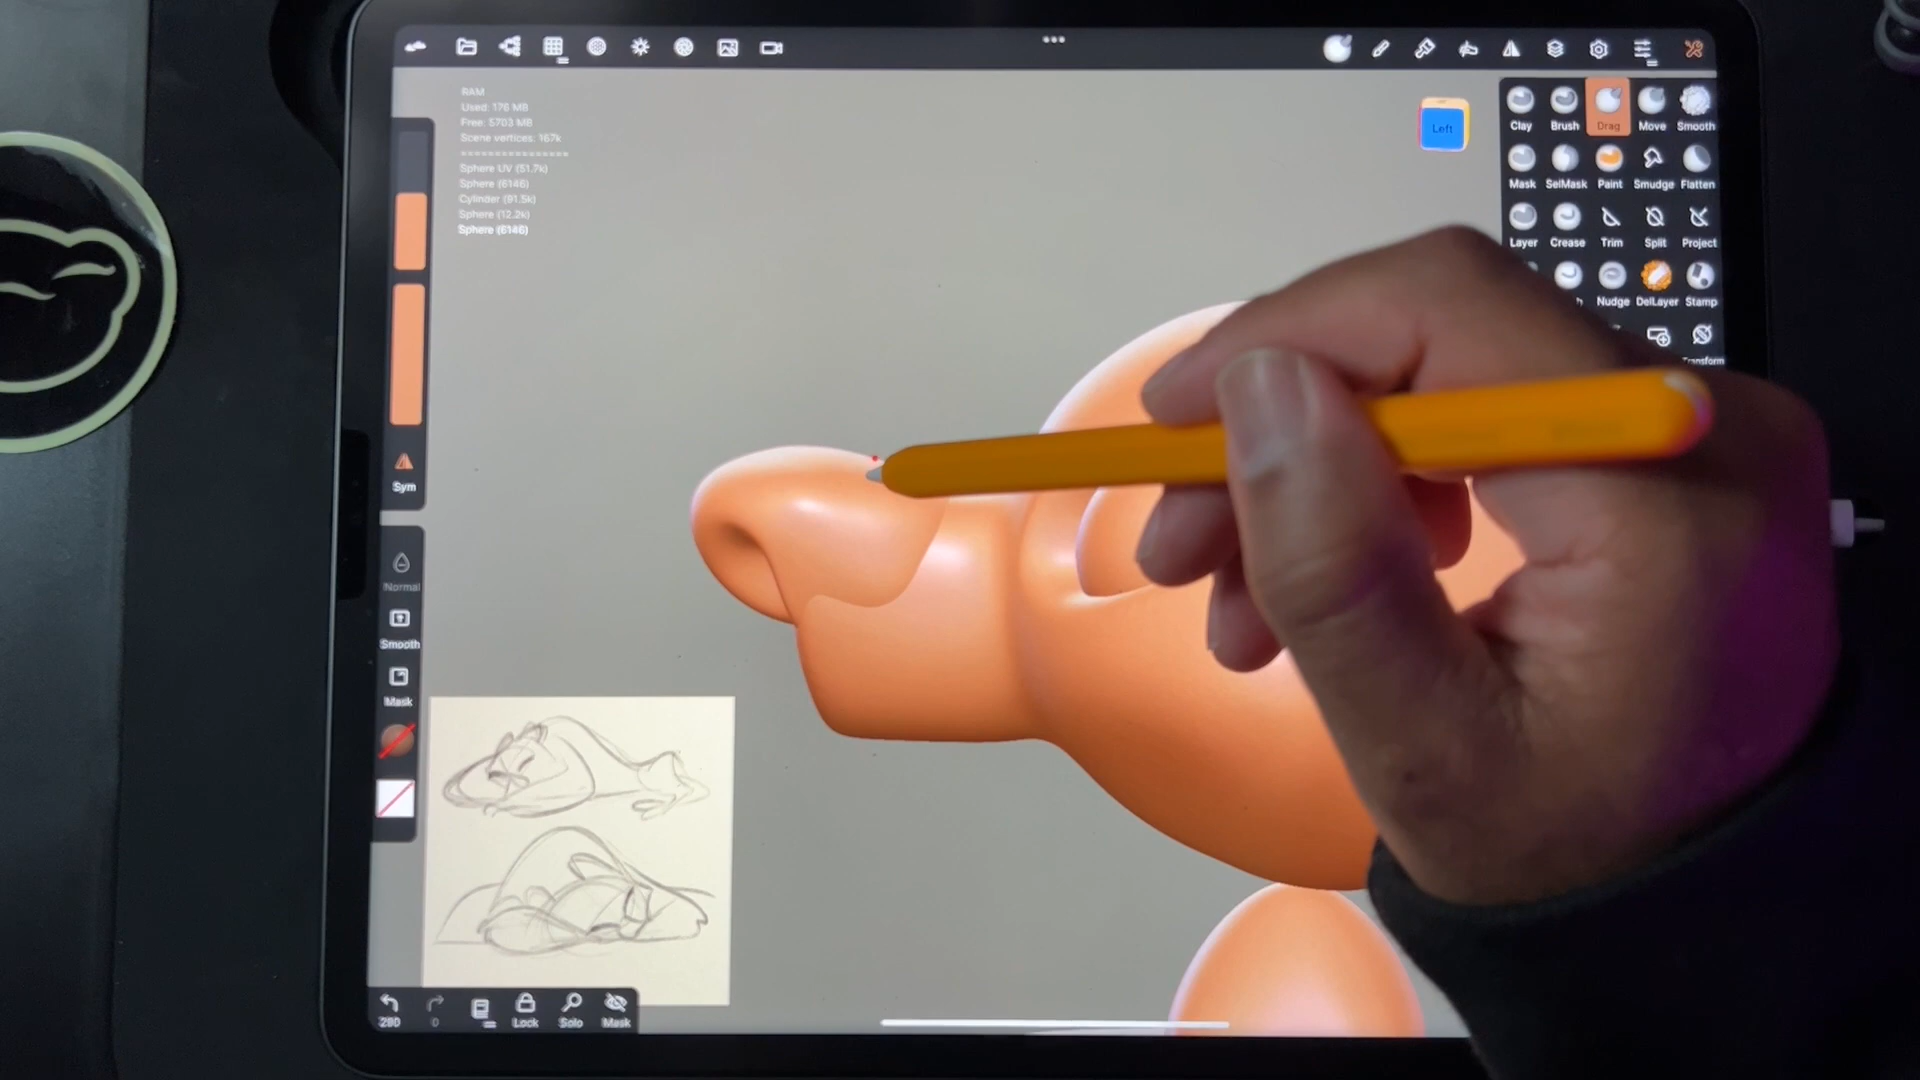 RAM
Used: 176 MB
Free: 5703 MB
Scene vertices: 167k
================
Sphere UV (51.7k)
Sphere (6146)
Cylinder (91.5k)
Sphere (12.2k)
Sphere (6146)
Left
Clay Brush Drag Move Smooth
Mask SelMask Paint Smudge Flatten
Layer Crease Trim Split Project
Nudge DelLayer Stamp
Transform
Sym
Normal
Smooth
Mask
280 0 Lock Solo Mask